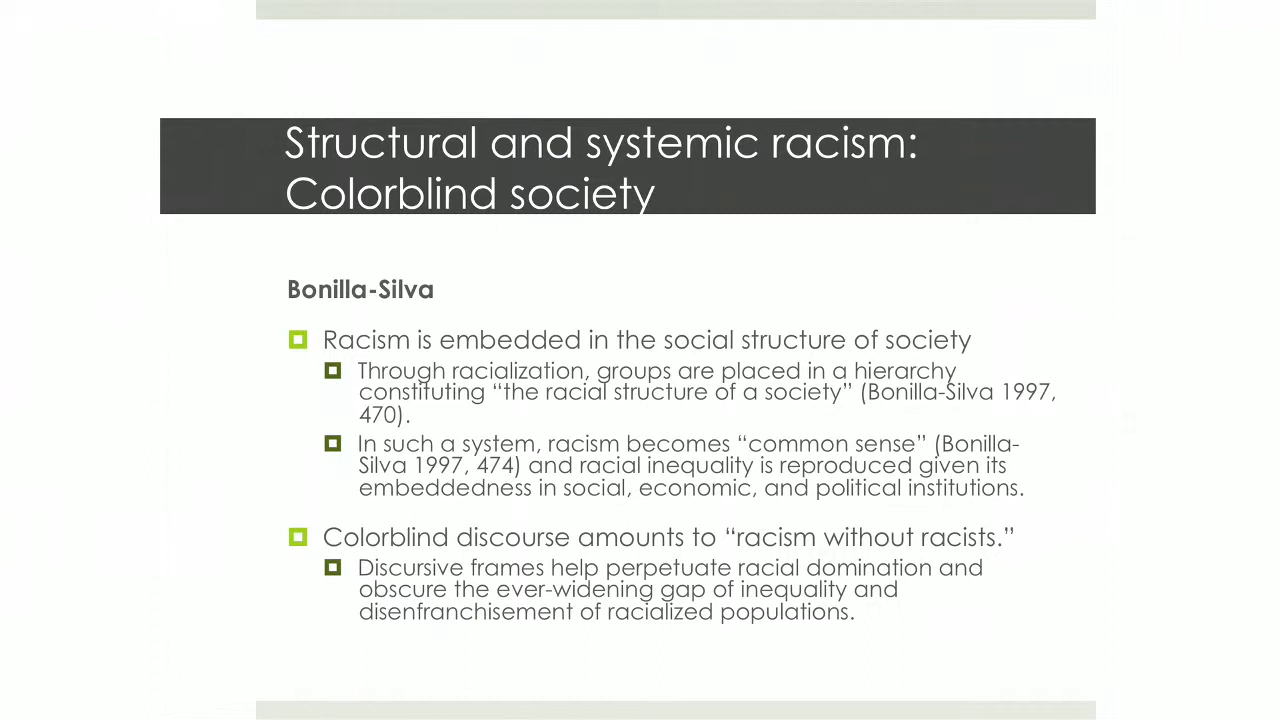 Structural and systemic racism:
Colorblind society
Bonilla-Silva
Racism is embedded in the social structure of society
Through racialization, groups are placed in a hierarchy
constituting “the racial structure of a society” (Bonilla-Silva 1997,
470).
In such a system, racism becomes “common sense” (Bonilla-
Silva 1997, 474) and racial inequality is reproduced given its
embeddedness in social, economic, and political institutions.
Colorblind discourse amounts to “racism without racists.”
Discursive frames help perpetuate racial domination and
obscure the ever-widening gap of inequality and
disenfranchisement of racialized populations.